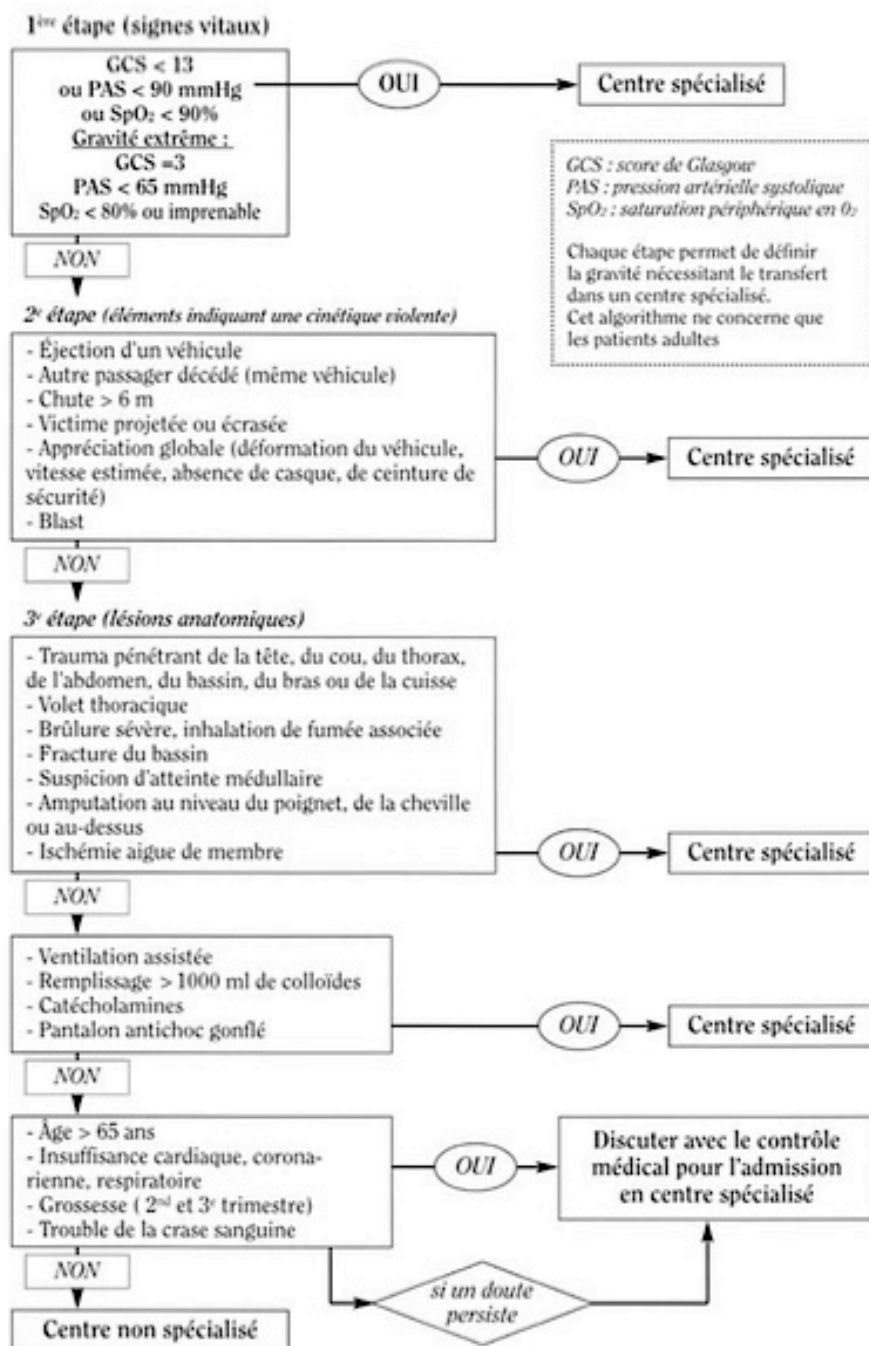 1ère étape (signes vitaux)
GCS < 13
ou PAS < 90 mmHg
ou SpO₂ < 90%
Gravité extrême :
GCS =3
PAS < 65 mmHg
SpO₂ < 80% ou imprenable
OUI
Centre spécialisé
GCS : score de Glasgow
PAS : pression artérielle systolique
SpO₂ : saturation périphérique en 0₂
Chaque étape permet de définir
la gravité nécessitant le transfert
dans un centre spécialisé.
Cet algorithme ne concerne que
les patients adultes
NON
2e étape (éléments indiquant une cinétique violente)
- Éjection d'un véhicule
- Autre passager décédé (même véhicule)
- Chute > 6 m
- Victime projetée ou écrasée
- Appréciation globale (déformation du véhicule,
vitesse estimée, absence de casque, de ceinture de
sécurité)
- Blast
OUI
Centre spécialisé
NON
3e étape (lésions anatomiques)
- Trauma pénétrant de la tête, du cou, du thorax,
de l'abdomen, du bassin, du bras ou de la cuisse
- Volet thoracique
- Brûlure sévère, inhalation de fumée associée
- Fracture du bassin
- Suspicion d'atteinte médullaire
- Amputation au niveau du poignet, de la cheville
ou au-dessus
- Ischémie aigue de membre
OUI
Centre spécialisé
NON
- Ventilation assistée
- Remplissage > 1000 ml de colloïdes
- Catécholamines
- Pantalon antichoc gonflé
OUI
Centre spécialisé
NON
- Âge > 65 ans
- Insuffisance cardiaque, corona-
rienne, respiratoire
- Grossesse ( 2nd et 3e trimestre)
- Trouble de la crase sanguine
OUI
Discuter avec le contrôle
médical pour l'admission
en centre spécialisé
NON
si un doute
persiste
Centre non spécialisé